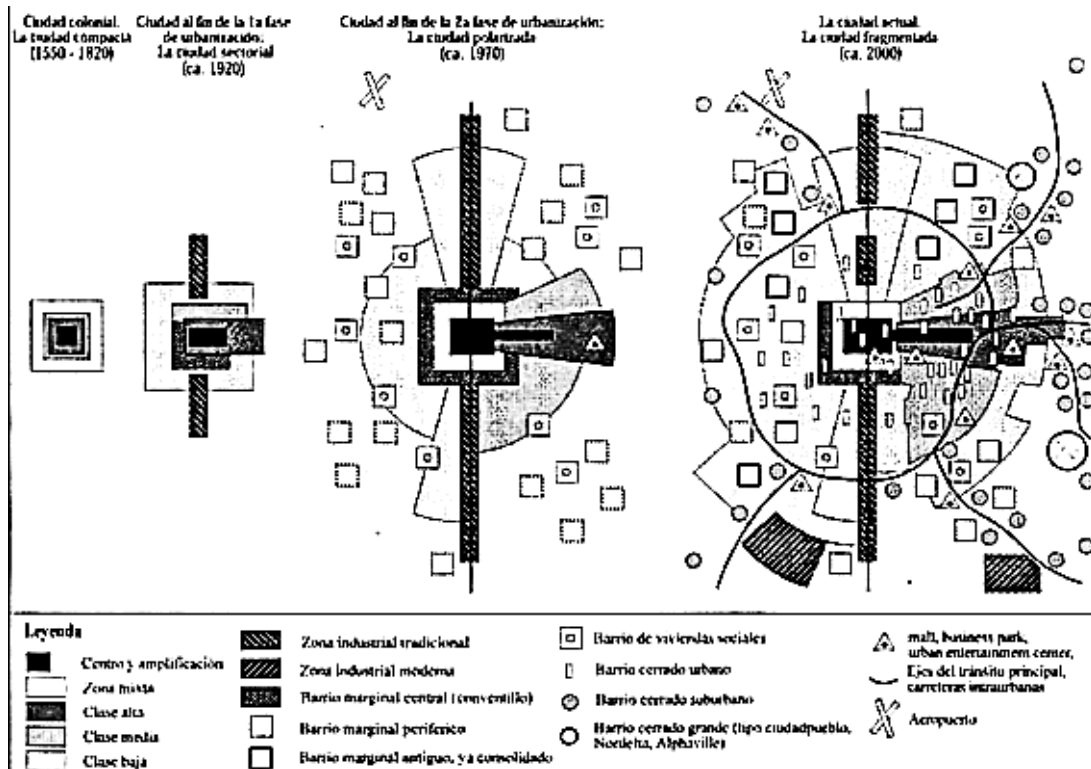 Ciudad colonial.
La ciudad compacta
(1550 - 1820)
Ciudad al fin de la 1a fase
de urbanización:
La ciudad sectorial
(ca. 1920)
Ciudad al fin de la 2a fase de urbanización:
La ciudad polarizada
(ca. 1970)
La ciudad actual.
La ciudad fragmentada
(ca. 2000)
Leyenda
Centro y amplificación
Zona mixta
Clase alta
Clase media
Clase baja
Zona industrial tradicional
Zona industrial moderna
Barrio marginal central (conventillo)
Barrio marginal periférico
Barrio marginal antiguo, ya consolidado
Barrio de viviendas sociales
Barrio cerrado urbano
Barrio cerrado suburbano
Barrio cerrado grande (tipo ciudadpueblo,
Nordelta, Alphaville)
mall, business park,
urban entertainment center,
Ejes del tránsito principal,
carreteras intraurbanas
Aeropuerto